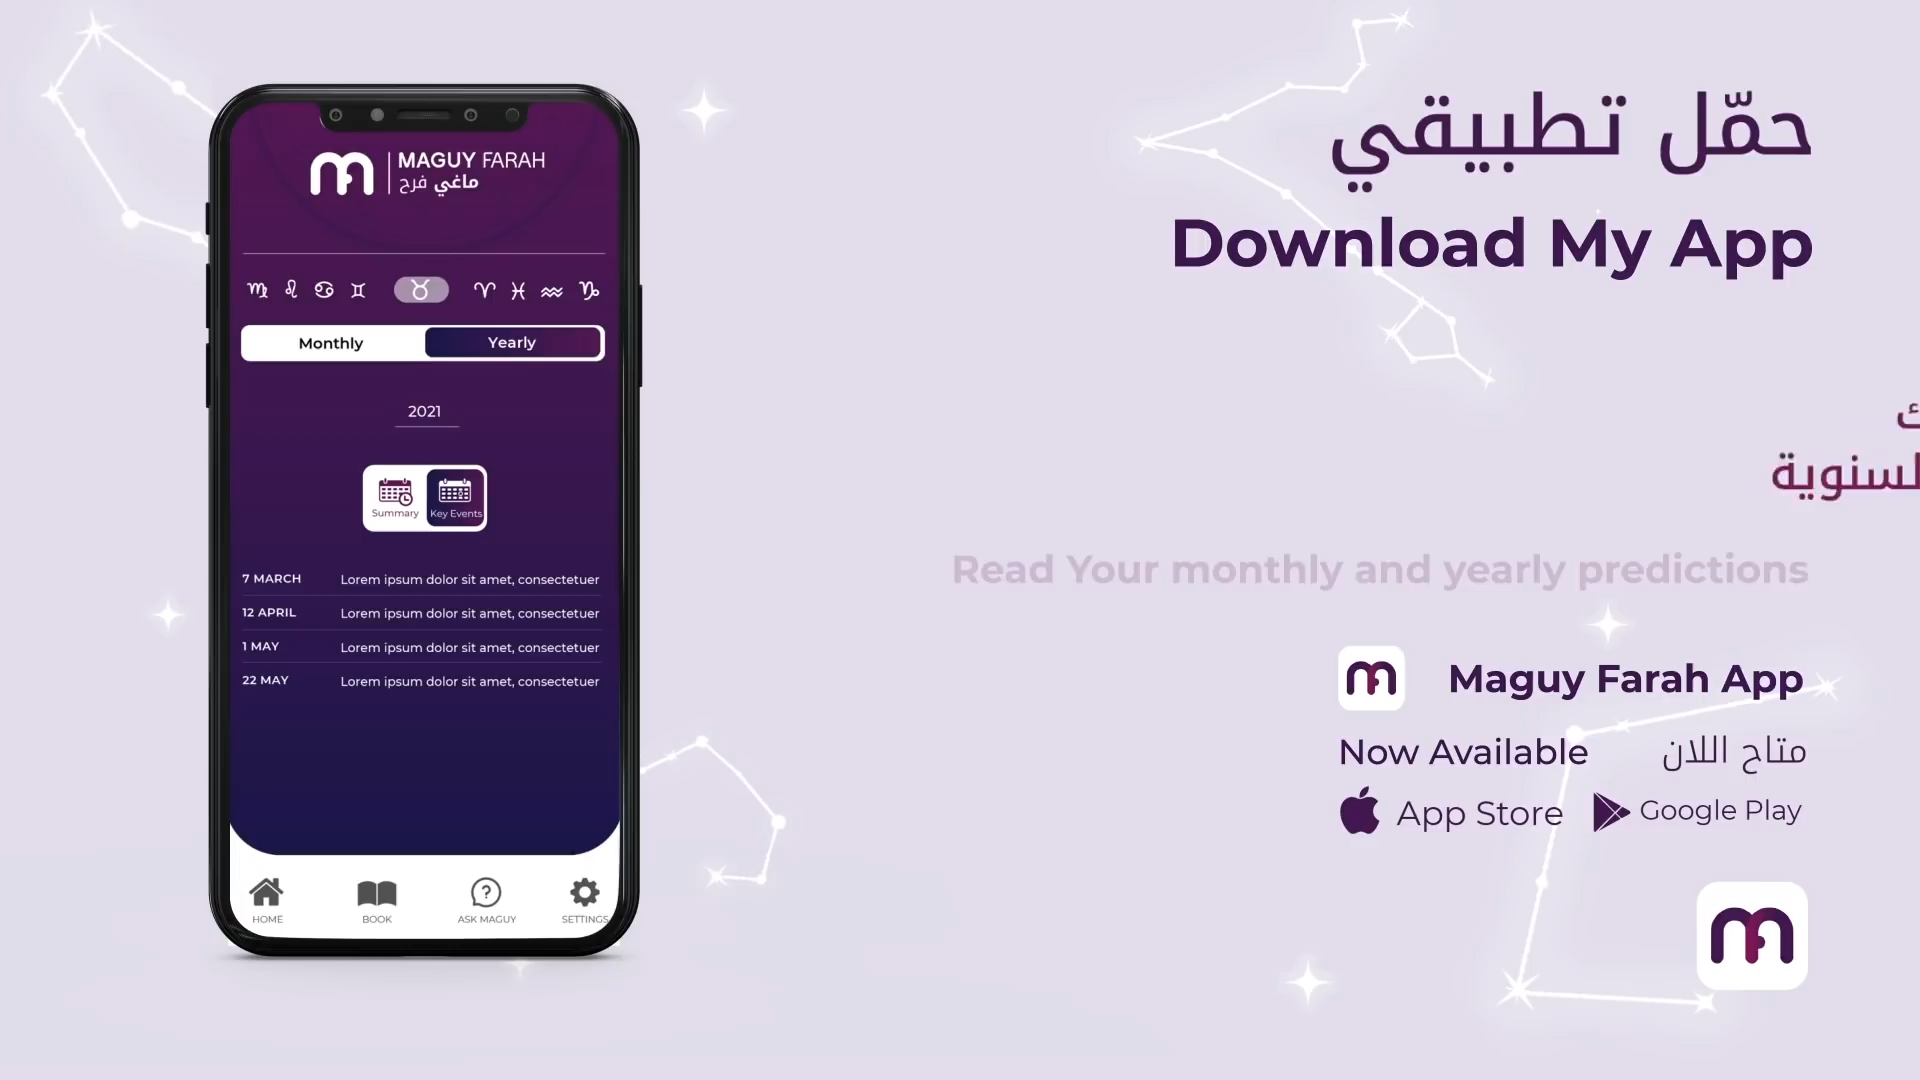 MAGUY FARAH
ماغي فرح
Monthly
Yearly
2021
Summary
Key Events
7 MARCH Lorem ipsum dolor sit amet, consectetuer
12 APRIL Lorem ipsum dolor sit amet, consectetuer
1 MAY Lorem ipsum dolor sit amet, consectetuer
22 MAY Lorem ipsum dolor sit amet, consectetuer
HOME
BOOK
ASK MAGUY
SETTINGS
حمّل تطبيقي
Download My App
Read Your monthly and yearly predictions
Maguy Farah App
Now Available
متاح اللان
App Store
Google Play